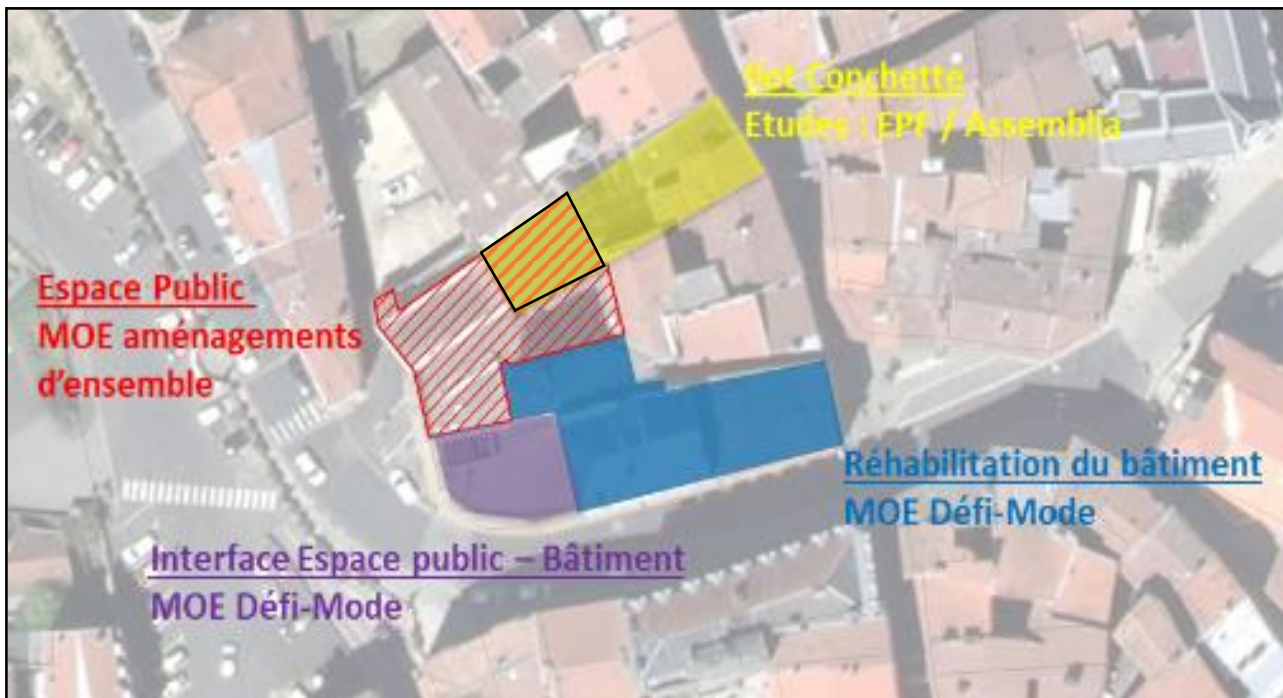 Ilot Conchette
Etudes : EPF / Assemblia
Espace Public
MOE aménagements
d'ensemble
Réhabilitation du bâtiment
MOE Défi-Mode
Interface Espace public – Bâtiment
MOE Défi-Mode